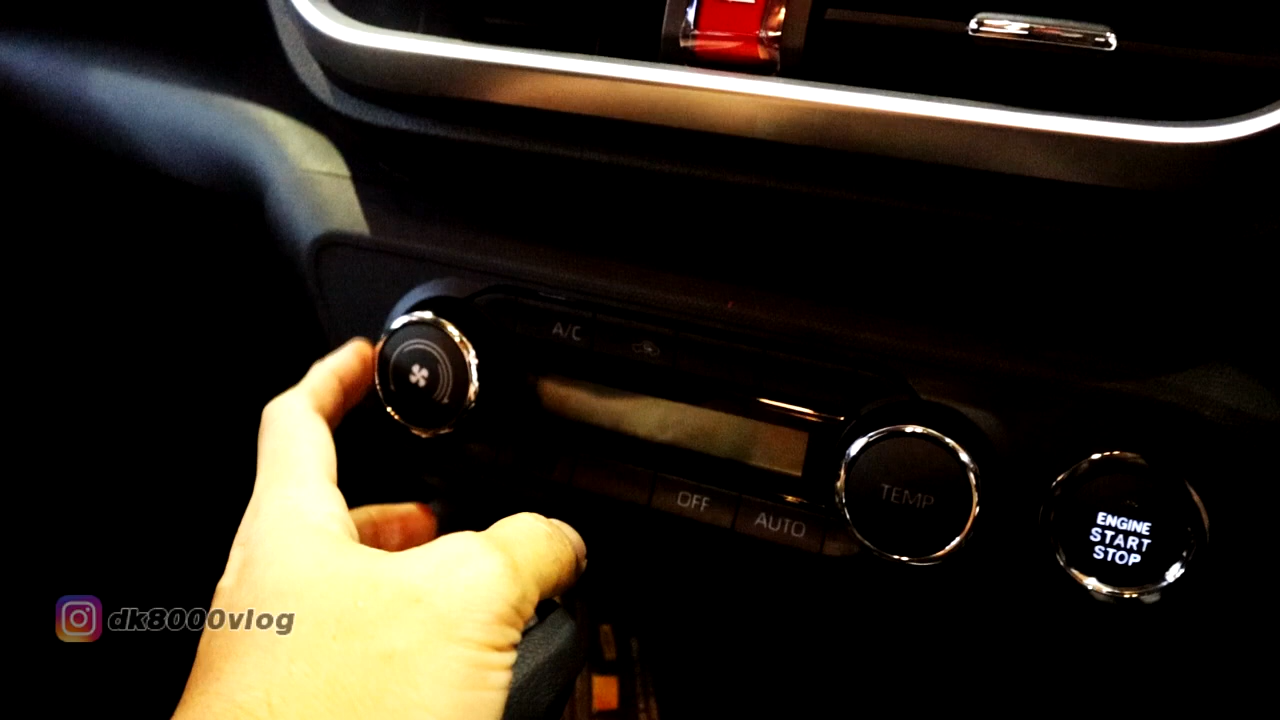 A/C
OFF
AUTO
TEMP
ENGINE
START
STOP
dk8000vlog